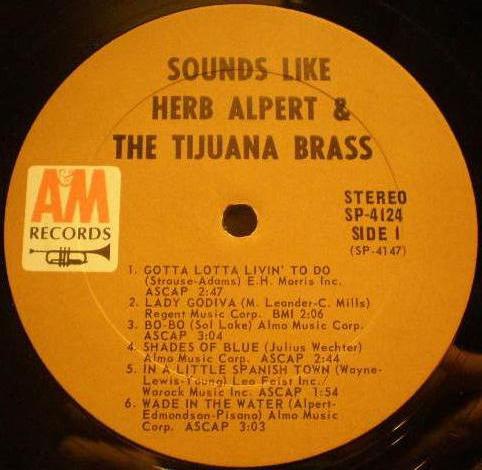 SOUNDS LIKE
HERB ALPERT &
THE TIJUANA BRASS
A&M
RECORDS
STEREO
SP-4124
SIDE 1
(SP-4147)
1. GOTTA LOTTA LIVIN' TO DO
(Strause-Adams) E.H. Morris Inc.
ASCAP 2:47
2. LADY GODIVA (M. Leander-C. Mills)
Regent Music Corp. BMI 2:06
3. BO-BO (Sol Lake) Almo Music Corp.
ASCAP 3:04
4. SHADES OF BLUE (Julius Wechter)
Almo Music Corp. ASCAP 2:44
5. IN A LITTLE SPANISH TOWN (Wayne-
Lewis-Young) Leo Feist Inc./
Warock Music Inc. ASCAP 1:54
6. WADE IN THE WATER (Alpert-
Edmondson-Pisano) Almo Music
Corp. ASCAP 3:03